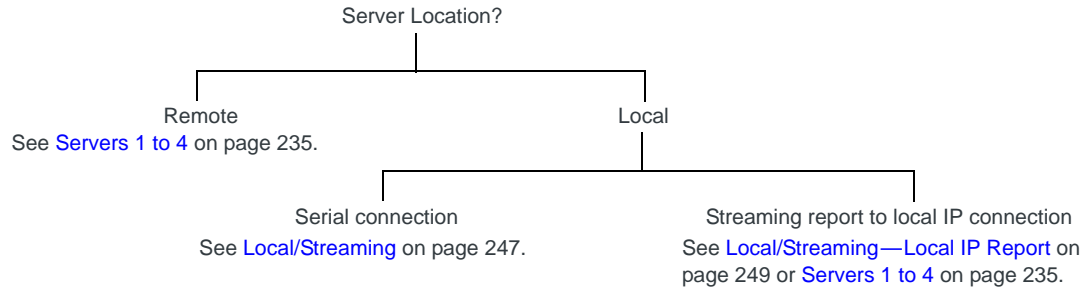 Server Location?
Remote
See Servers 1 to 4 on page 235.
Local
Serial connection
See Local/Streaming on page 247.
Streaming report to local IP connection
See Local/Streaming—Local IP Report on
page 249 or Servers 1 to 4 on page 235.